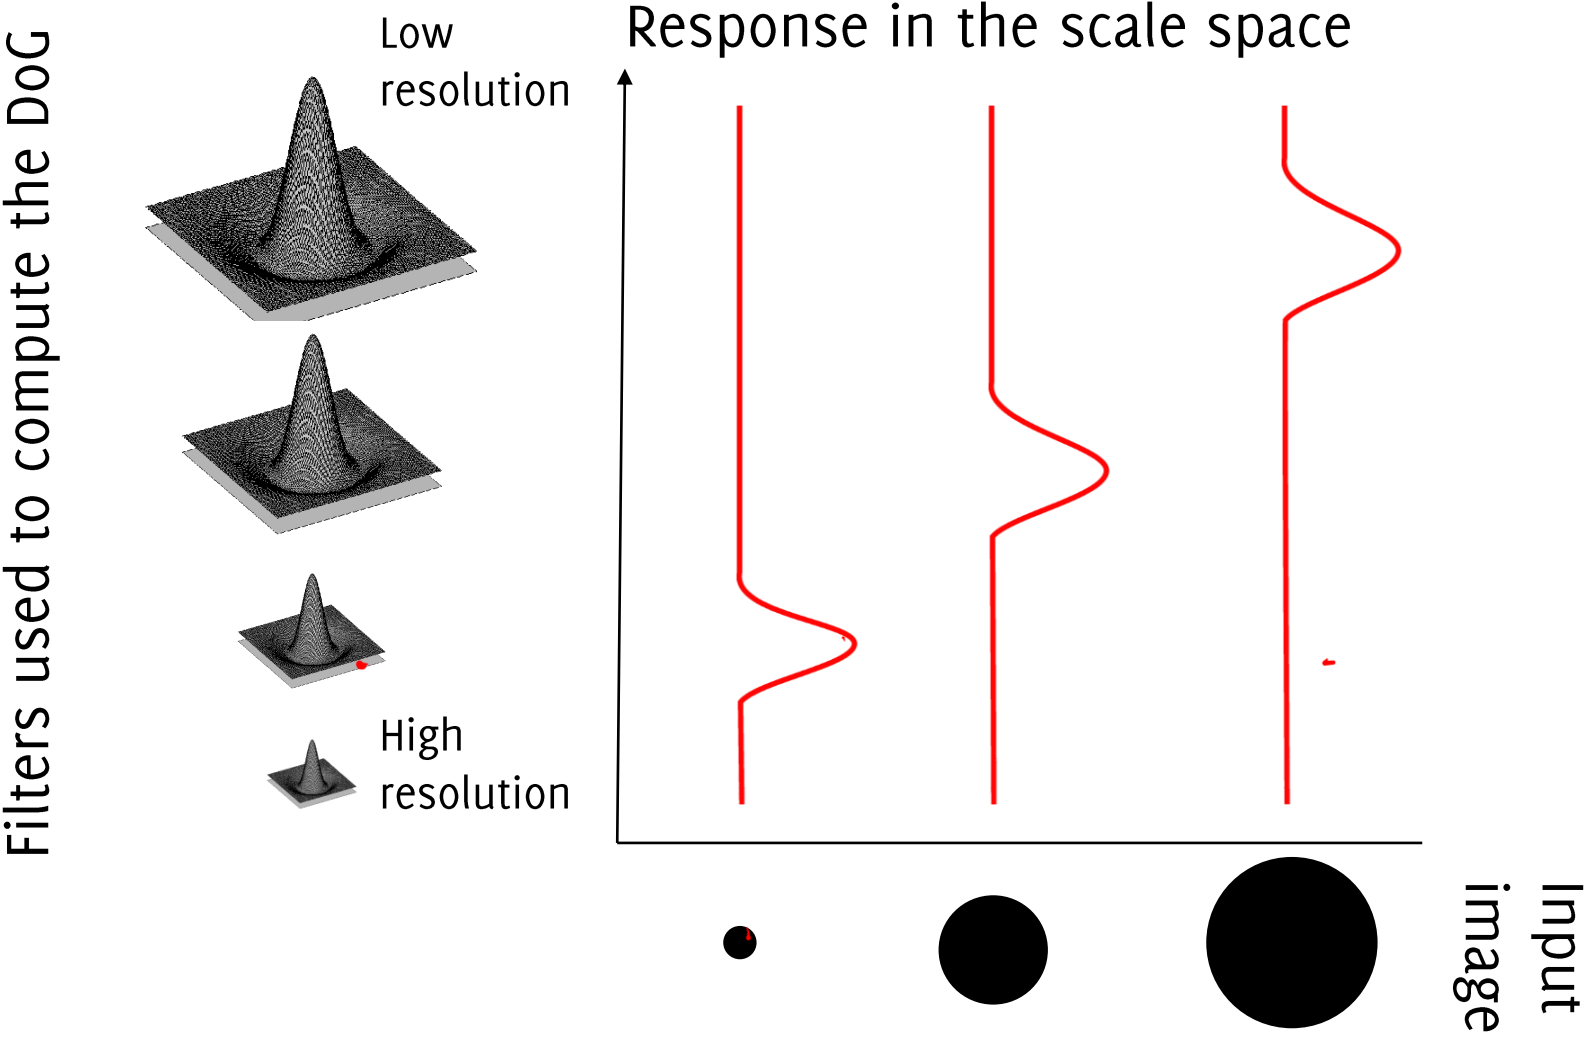 Filters used to compute the DoG
Low
resolution
High
resolution
Response in the scale space
Input
image